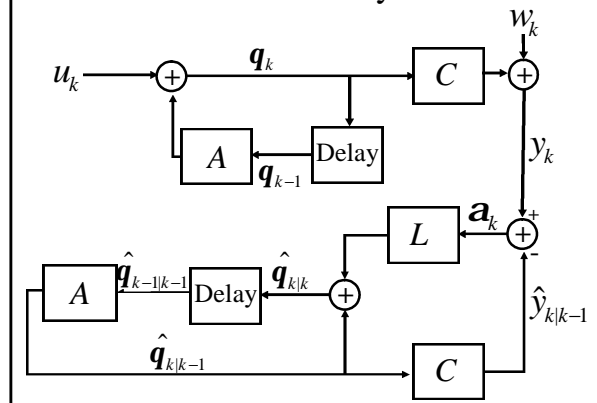 w_k
u_k
+
q_k
C
+
A
q_{k-1}
Delay
y_k
L
a_k
+
+
-
A
q̂_{k-1|k-1}
Delay
q̂_{k|k}
+
ŷ_{k|k-1}
q̂_{k|k-1}
C